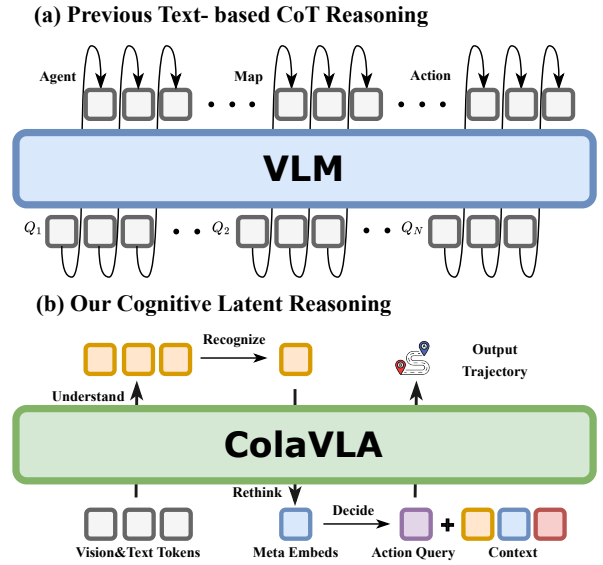 (a) Previous Text- based CoT Reasoning
Agent
Map
Action
VLM
Q1
Q2
QN
(b) Our Cognitive Latent Reasoning
Recognize
Output
Trajectory
Understand
ColaVLA
Rethink
Decide
Vision&Text Tokens
Meta Embeds
Action Query
+
Context